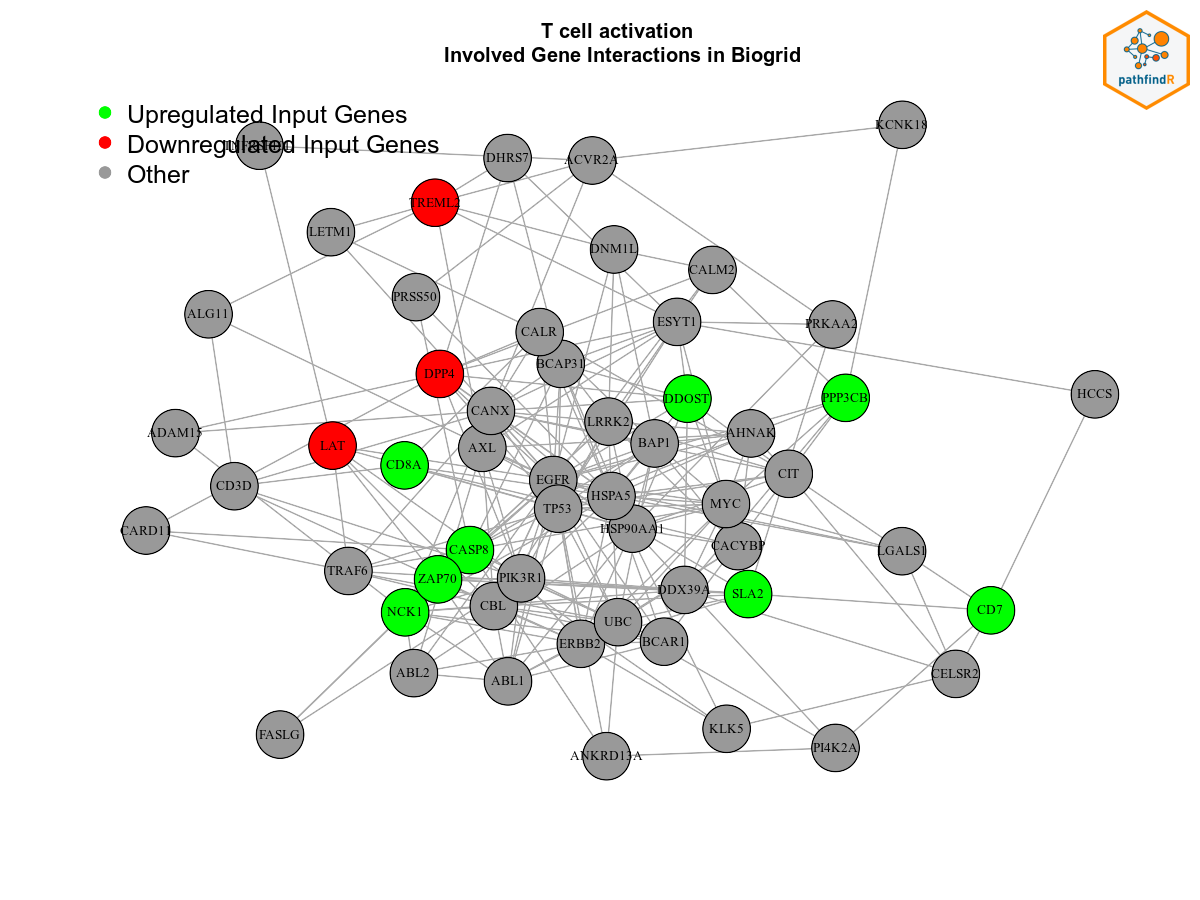 T cell activation
Involved Gene Interactions in Biogrid
pathfindR
Upregulated Input Genes
Downregulated Input Genes
Other
KCNK18
DHRS7
ACVR2A
TREML2
LETM1
DNM1L
CALM2
PRSS50
ALG11
ESYT1
PRKAA2
CALR
BCAP31
DPP4
HCCS
DDOST
PPP3CB
CANX
LRRK2
ADAM15
AHNAK
BAP1
LAT
AXL
CD8A
CIT
CD3D
EGFR
HSPA5
TP53
MYC
CARD11
HSP90AA1
CACYBP
CASP8
LGALS1
TRAF6
ZAP70
PIK3R1
DDX39A
SLA2
CBL
NCK1
CD7
UBC
ERBB2
BCAR1
ABL2
ABL1
CELSR2
KLK5
FASLG
PI4K2A
ANKRD13A